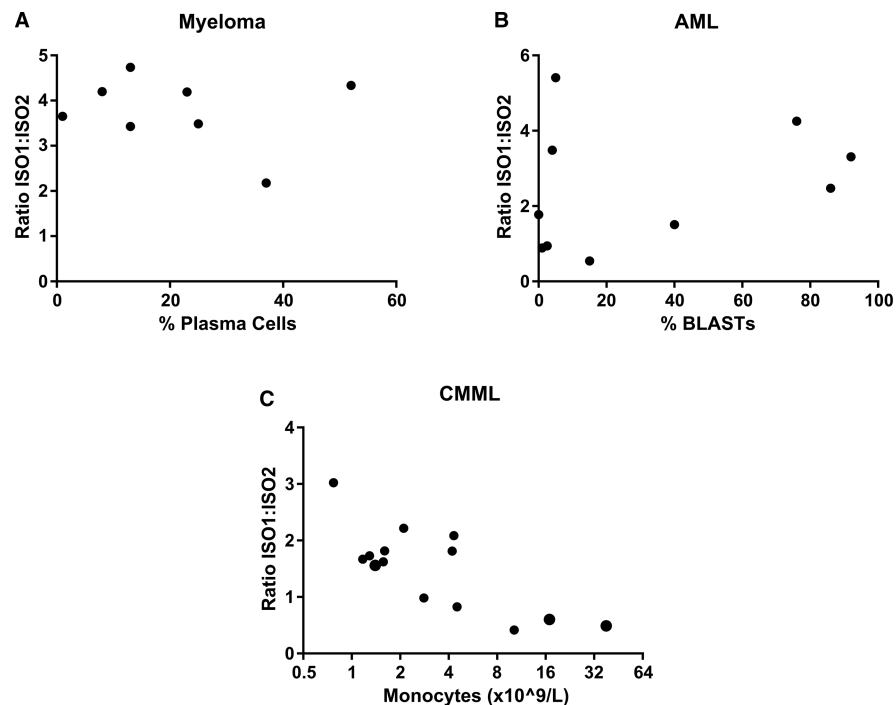 A
Myeloma
Ratio ISO1:ISO2
5
4
3
2
1
0
0 20 40 60
% Plasma Cells
B
AML
Ratio ISO1:ISO2
6
4
2
0
0 20 40 60 80 100
% BLASTs
C
CMML
Ratio ISO1:ISO2
4
3
2
1
0
0.5 1 2 4 8 16 32 64
Monocytes (x10^9/L)